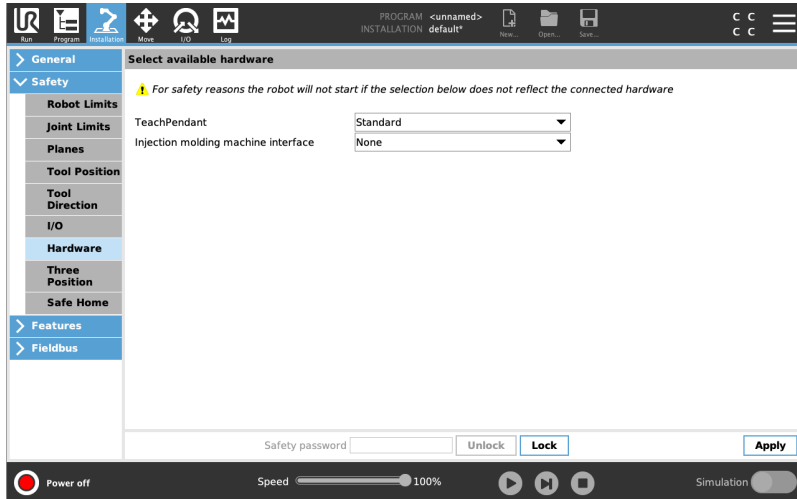 PROGRAM <unnamed>
INSTALLATION default*
C C
C C
Run Program Installation Move I/O Log New... Open... Save...
General
Select available hardware
Safety
For safety reasons the robot will not start if the selection below does not reflect the connected hardware
Robot Limits
Joint Limits
Planes
Tool Position
Tool
Direction
I/O
Hardware
Three
Position
Safe Home
Features
Fieldbus
TeachPendant Standard
Injection molding machine interface None
Safety password Unlock Lock Apply
Power off Speed 100% Simulation